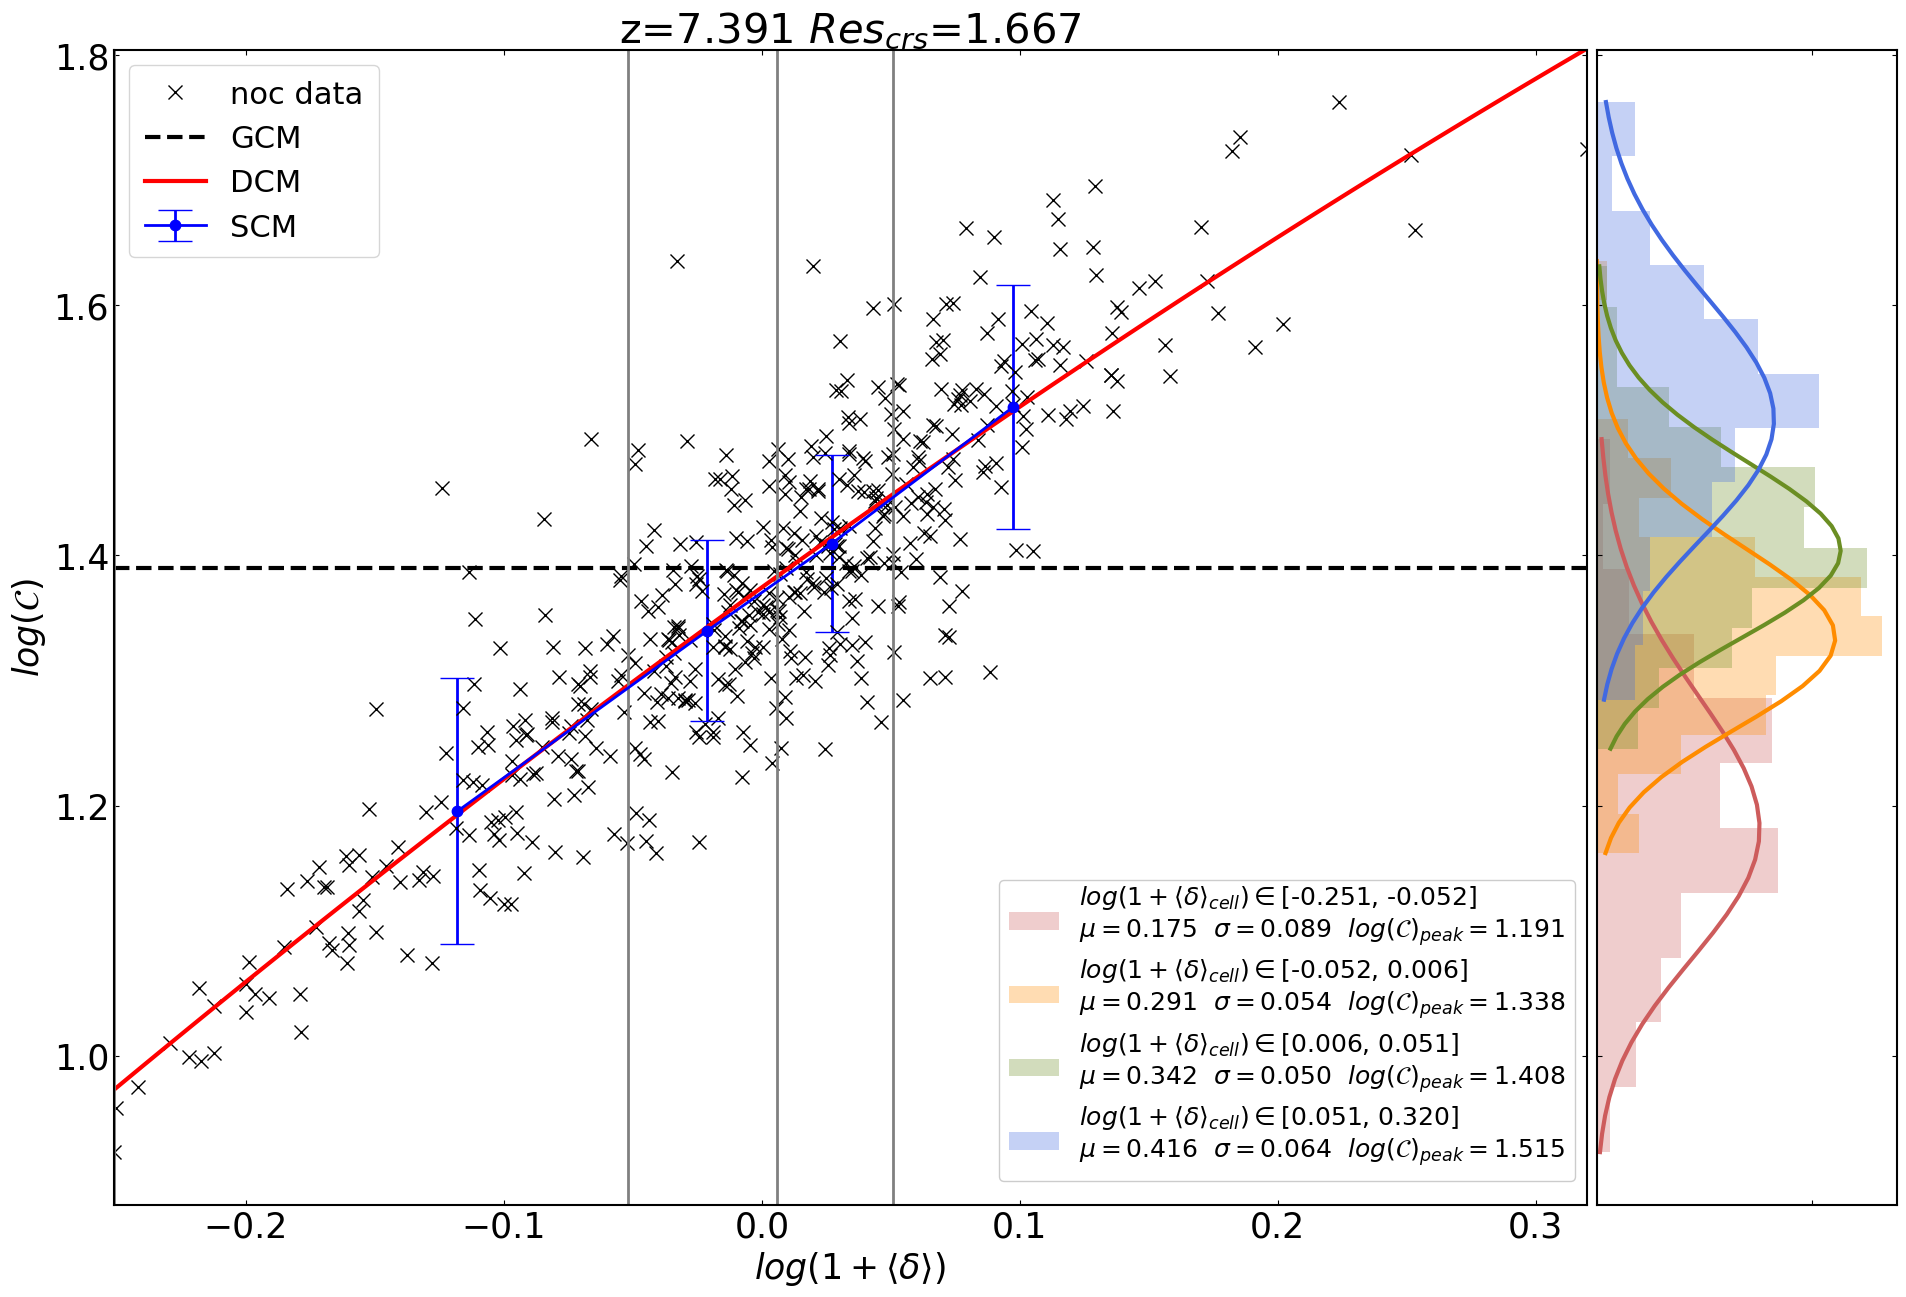 z=7.391 Res_crs=1.667
noc data
GCM
DCM
SCM
1.8
1.6
1.4
1.2
1.0
log(𝒞)
−0.2 −0.1 0.0 0.1 0.2 0.3
log(1 + ⟨δ⟩)
log(1 + ⟨δ⟩_cell) ∈ [-0.251, -0.052]
μ = 0.175 σ = 0.089 log(𝒞)_peak = 1.191
log(1 + ⟨δ⟩_cell) ∈ [-0.052, 0.006]
μ = 0.291 σ = 0.054 log(𝒞)_peak = 1.338
log(1 + ⟨δ⟩_cell) ∈ [0.006, 0.051]
μ = 0.342 σ = 0.050 log(𝒞)_peak = 1.408
log(1 + ⟨δ⟩_cell) ∈ [0.051, 0.320]
μ = 0.416 σ = 0.064 log(𝒞)_peak = 1.515